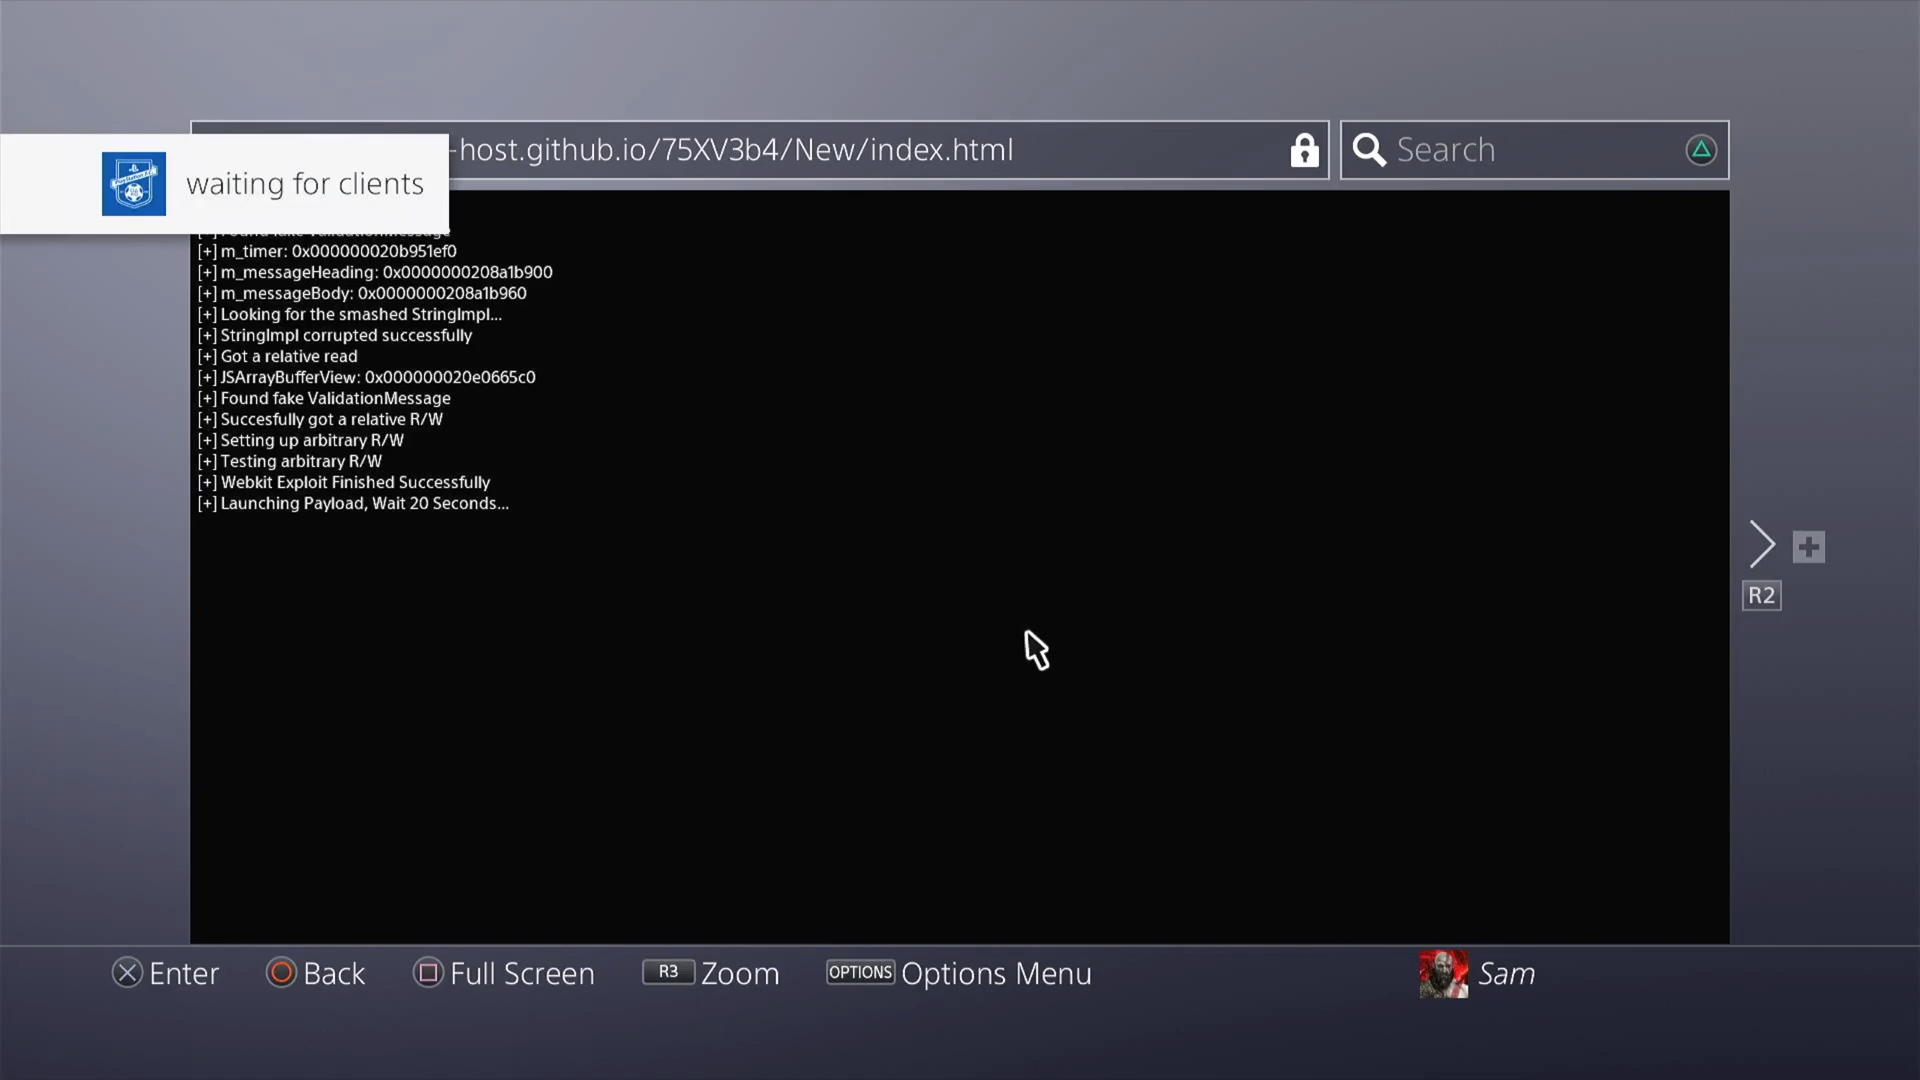 -host.github.io/75XV3b4/New/index.html
Search
waiting for clients
[+] Found fake ValidationMessage
[+] m_timer: 0x000000020b951ef0
[+] m_messageHeading: 0x0000000208a1b900
[+] m_messageBody: 0x0000000208a1b960
[+] Looking for the smashed StringImpl...
[+] StringImpl corrupted successfully
[+] Got a relative read
[+] JSArrayBufferView: 0x000000020e0665c0
[+] Found fake ValidationMessage
[+] Succesfully got a relative R/W
[+] Setting up arbitrary R/W
[+] Testing arbitrary R/W
[+] Webkit Exploit Finished Successfully
[+] Launching Payload, Wait 20 Seconds...
R2
Enter
Back
Full Screen
R3 Zoom
OPTIONS Options Menu
Sam